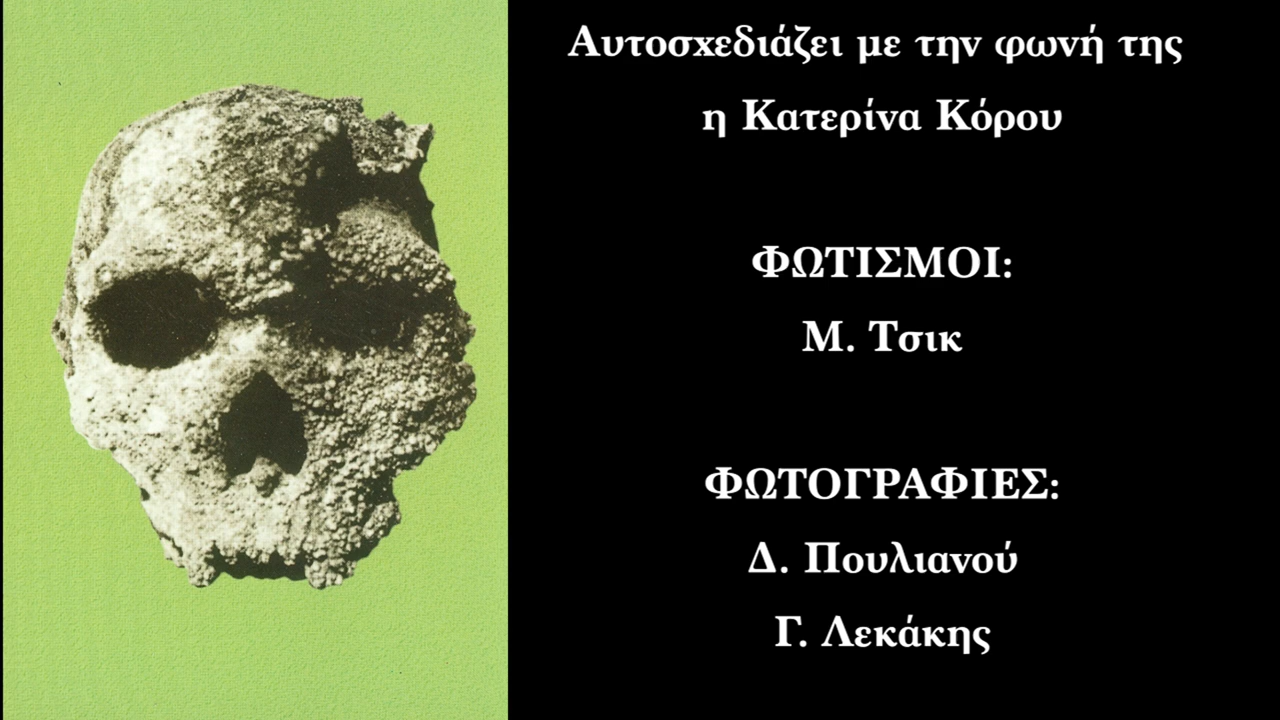 Αυτοσχεδιάζει με την φωνή της
η Κατερίνα Κόρου
ΦΩΤΙΣΜΟΙ:
Μ. Τσικ
ΦΩΤΟΓΡΑΦΙΕΣ:
Δ. Πουλιανού
Γ. Λεκάκης